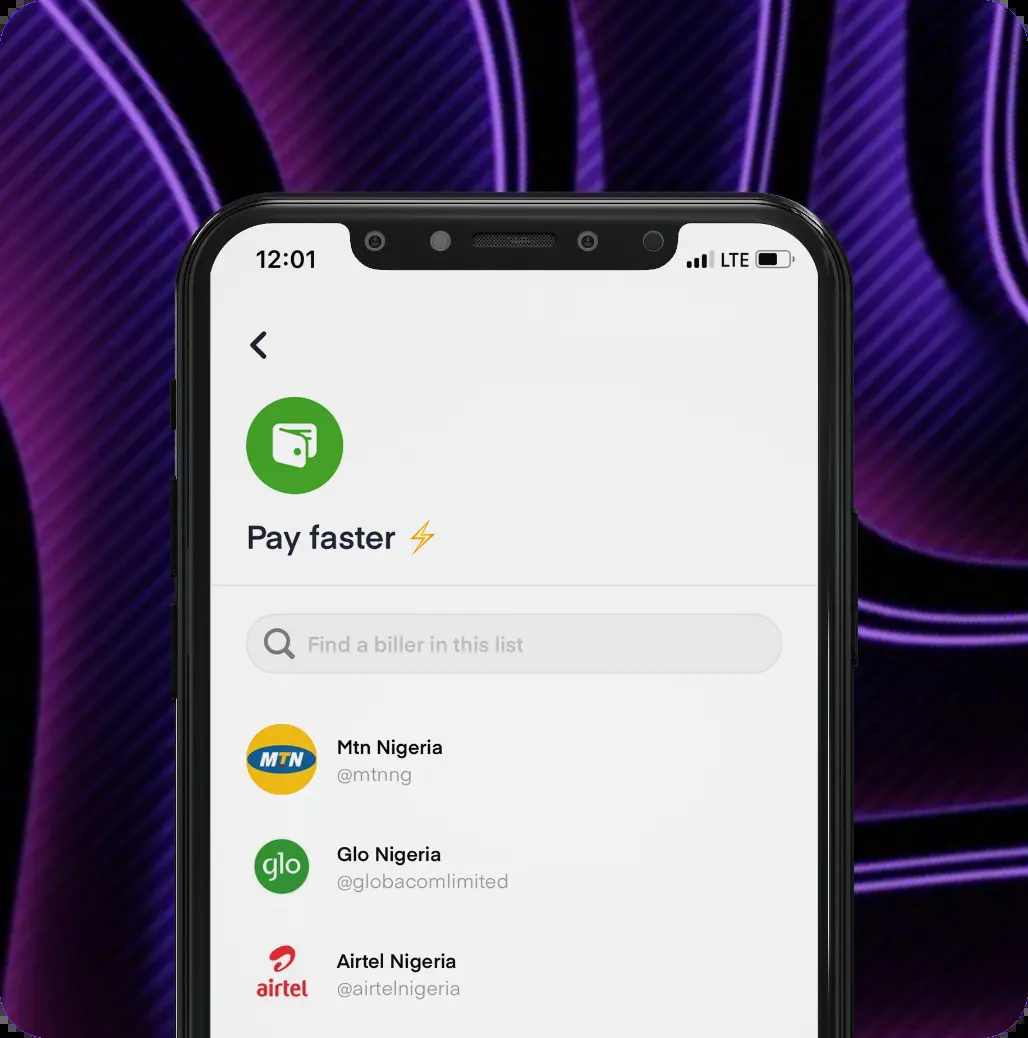 12:01
LTE
Pay faster
Find a biller in this list
MTN
Mtn Nigeria
@mtnng
glo
Glo Nigeria
@globacomlimited
airtel
Airtel Nigeria
@airtelnigeria